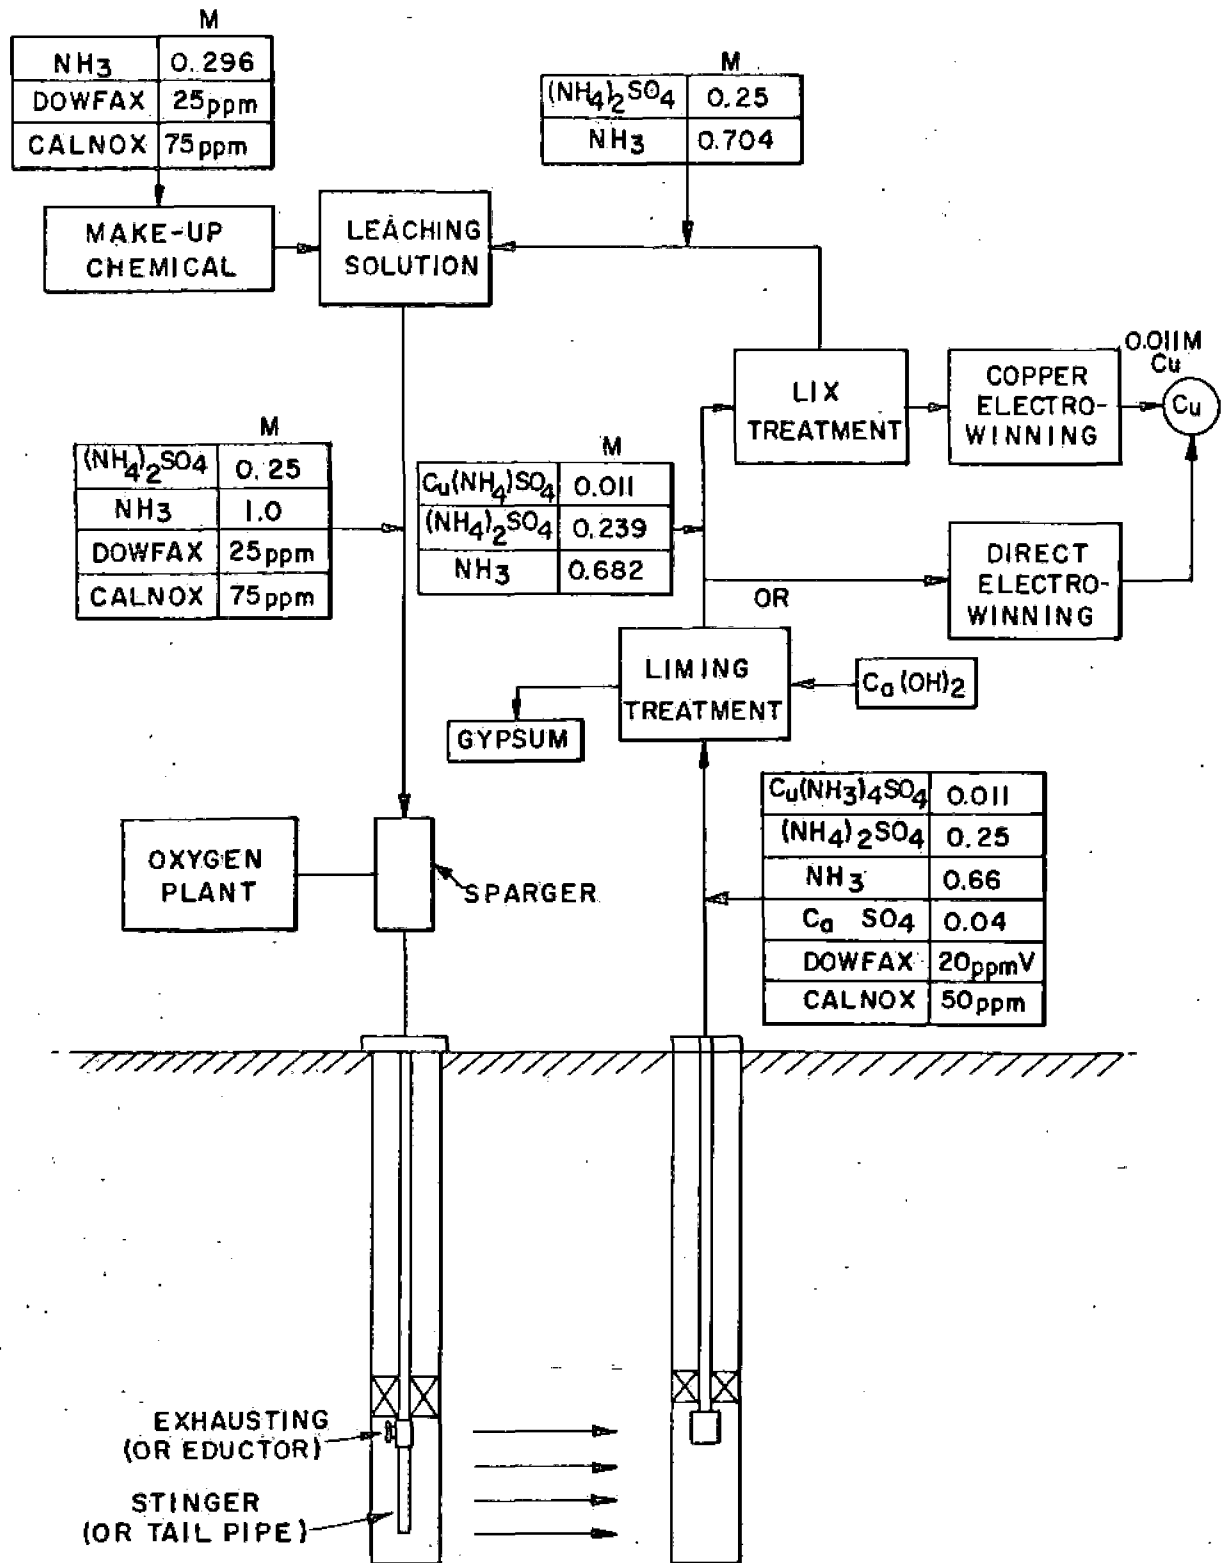 M
NH3 0.296
DOWFAX 25ppm
CALNOX 75ppm
M
(NH4)2SO4 0.25
NH3 0.704
MAKE-UP
CHEMICAL
LEACHING
SOLUTION
LIX
TREATMENT
COPPER
ELECTRO-
WINNING
0.011M
Cu
Cu
M
(NH4)2SO4 0.25
NH3 1.0
DOWFAX 25ppm
CALNOX 75ppm
M
Cu(NH4)SO4 0.011
(NH4)2SO4 0.239
NH3 0.682
DIRECT
ELECTRO-
WINNING
OR
LIMING
TREATMENT
Ca(OH)2
GYPSUM
Cu(NH3)4SO4 0.011
(NH4)2SO4 0.25
NH3 0.66
Ca SO4 0.04
DOWFAX 20ppmV
CALNOX 50ppm
OXYGEN
PLANT
SPARGER
EXHAUSTING
(OR EDUCTOR)
STINGER
(OR TAIL PIPE)